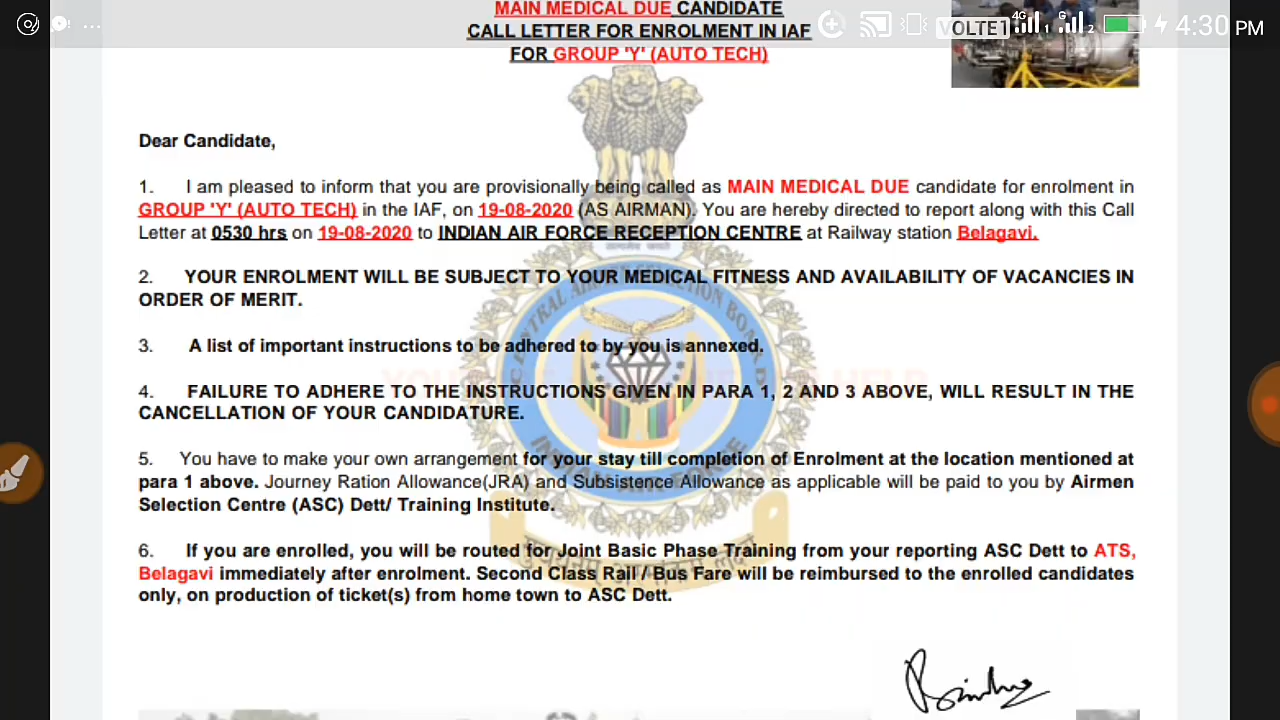 VOLTE1 4G 1 G 2 4:30 PM
MAIN MEDICAL DUE CANDIDATE
CALL LETTER FOR ENROLMENT IN IAF
FOR GROUP 'Y' (AUTO TECH)
Dear Candidate,
1. I am pleased to inform that you are provisionally being called as MAIN MEDICAL DUE candidate for enrolment in
GROUP 'Y' (AUTO TECH) in the IAF, on 19-08-2020 (AS AIRMAN). You are hereby directed to report along with this Call
Letter at 0530 hrs on 19-08-2020 to INDIAN AIR FORCE RECEPTION CENTRE at Railway station Belagavi.
2. YOUR ENROLMENT WILL BE SUBJECT TO YOUR MEDICAL FITNESS AND AVAILABILITY OF VACANCIES IN
ORDER OF MERIT.
3. A list of important instructions to be adhered to by you is annexed.
4. FAILURE TO ADHERE TO THE INSTRUCTIONS GIVEN IN PARA 1, 2 AND 3 ABOVE, WILL RESULT IN THE
CANCELLATION OF YOUR CANDIDATURE.
5. You have to make your own arrangement for your stay till completion of Enrolment at the location mentioned at
para 1 above. Journey Ration Allowance(JRA) and Subsistence Allowance as applicable will be paid to you by Airmen
Selection Centre (ASC) Dett/ Training Institute.
6. If you are enrolled, you will be routed for Joint Basic Phase Training from your reporting ASC Dett to ATS,
Belagavi immediately after enrolment. Second Class Rail / Bus Fare will be reimbursed to the enrolled candidates
only, on production of ticket(s) from home town to ASC Dett.
CENTRAL AIRMEN SELECTION BOARD
INDIAN AIR FORCE